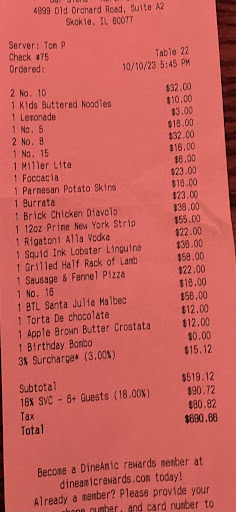 4999 Old Orchard Road, Suite A2
Skokie, IL 60077
Server: Tom P
Check #75 Table 22
Ordered: 10/10/23 5:45 PM
2 No. 10 $32.00
1 Kids Buttered Noodles $10.00
1 Lemonade $3.00
1 No. 5 $16.00
2 No. 8 $32.00
1 No. 15 $16.00
1 Miller Lite $6.00
1 Foccacia $23.00
1 Parmesan Potato Skins $16.00
1 Burrata $23.00
1 Brick Chicken Diavolo $38.00
1 12oz Prime New York Strip $55.00
1 Rigatoni Alla Vodka $22.00
1 Squid Ink Lobster Linguine $36.00
1 Grilled Half Rack of Lamb $58.00
1 Sausage & Fennel Pizza $22.00
1 No. 16 $16.00
1 BTL Santa Julia Malbec $56.00
1 Torta De chocolate $12.00
1 Apple Brown Butter Crostata $12.00
1 Birthday Bombo $0.00
3% Surcharge* (3.00%) $15.12
Subtotal $519.12
18% SVC - 6+ Guests (18.00%) $90.72
Tax $80.82
Total $690.66
Become a DineAmic rewards member at
dineamicrewards.com today!
Already a member? Please provide your
phone number, and card number to